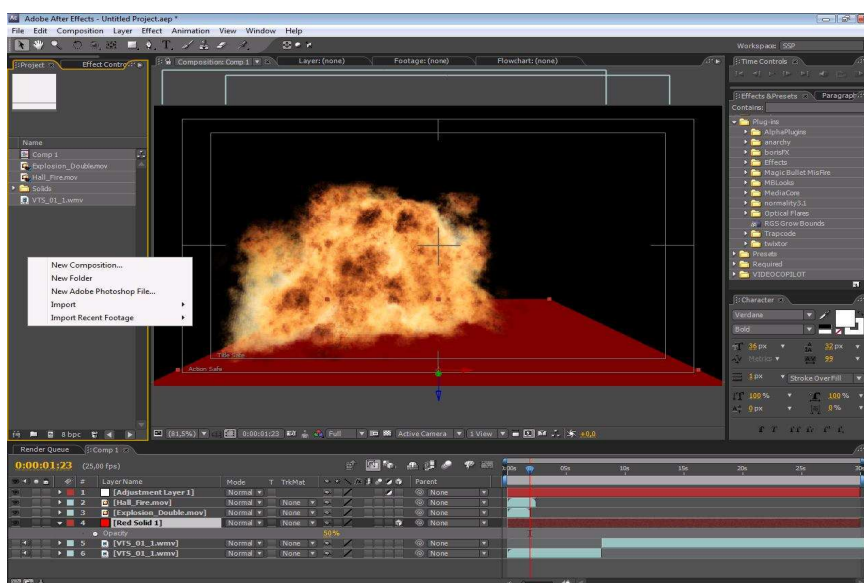 Adobe After Effects - Untitled Project.aep *
File Edit Composition Layer Effect Animation View Window Help
Workspace: SSP
Project
Effect Contro
Composition: Comp 1
Layer: (none)
Footage: (none)
Flowchart: (none)
Time Controls
Effects & Presets
Paragraph
Contains:
Name
Comp 1
Explosion_Double.mov
Hall_Fire.mov
Solids
VTS_01_1.wmv
Plug-ins
AlphaPlugins
anarchy
borisFX
Effects
Magic Bullet MisFire
MBLooks
MediaCore
normality3.1
Optical Flares
RGS Grow Bounds
Trapcode
twixtor
Presets
Required
VIDEOCOPILOT
New Composition...
New Folder
New Adobe Photoshop File...
Import
Import Recent Footage
Title Safe
Action Safe
Character
Verdana
Bold
36 px
32 px
Metrics
99
1 px
Stroke Over Fill
100 %
100 %
0 px
0 %
8 bpc
(81,5%)
0:00:01:23
Full
Active Camera
1 View
+0,0
Render Queue
Comp 1
0:00:01:23 (25,00 fps)
# Layer Name Mode T TrkMat Parent
05s 10s 15s 20s 25s 30s
1 [Adjustment Layer 1] Normal None
2 [Hall_Fire.mov] Normal None None
3 [Explosion_Double.mov] Normal None None
4 [Red Solid 1] Normal None None
Opacity 50%
5 [VTS_01_1.wmv] Normal None None
6 [VTS_01_1.wmv] Normal None None